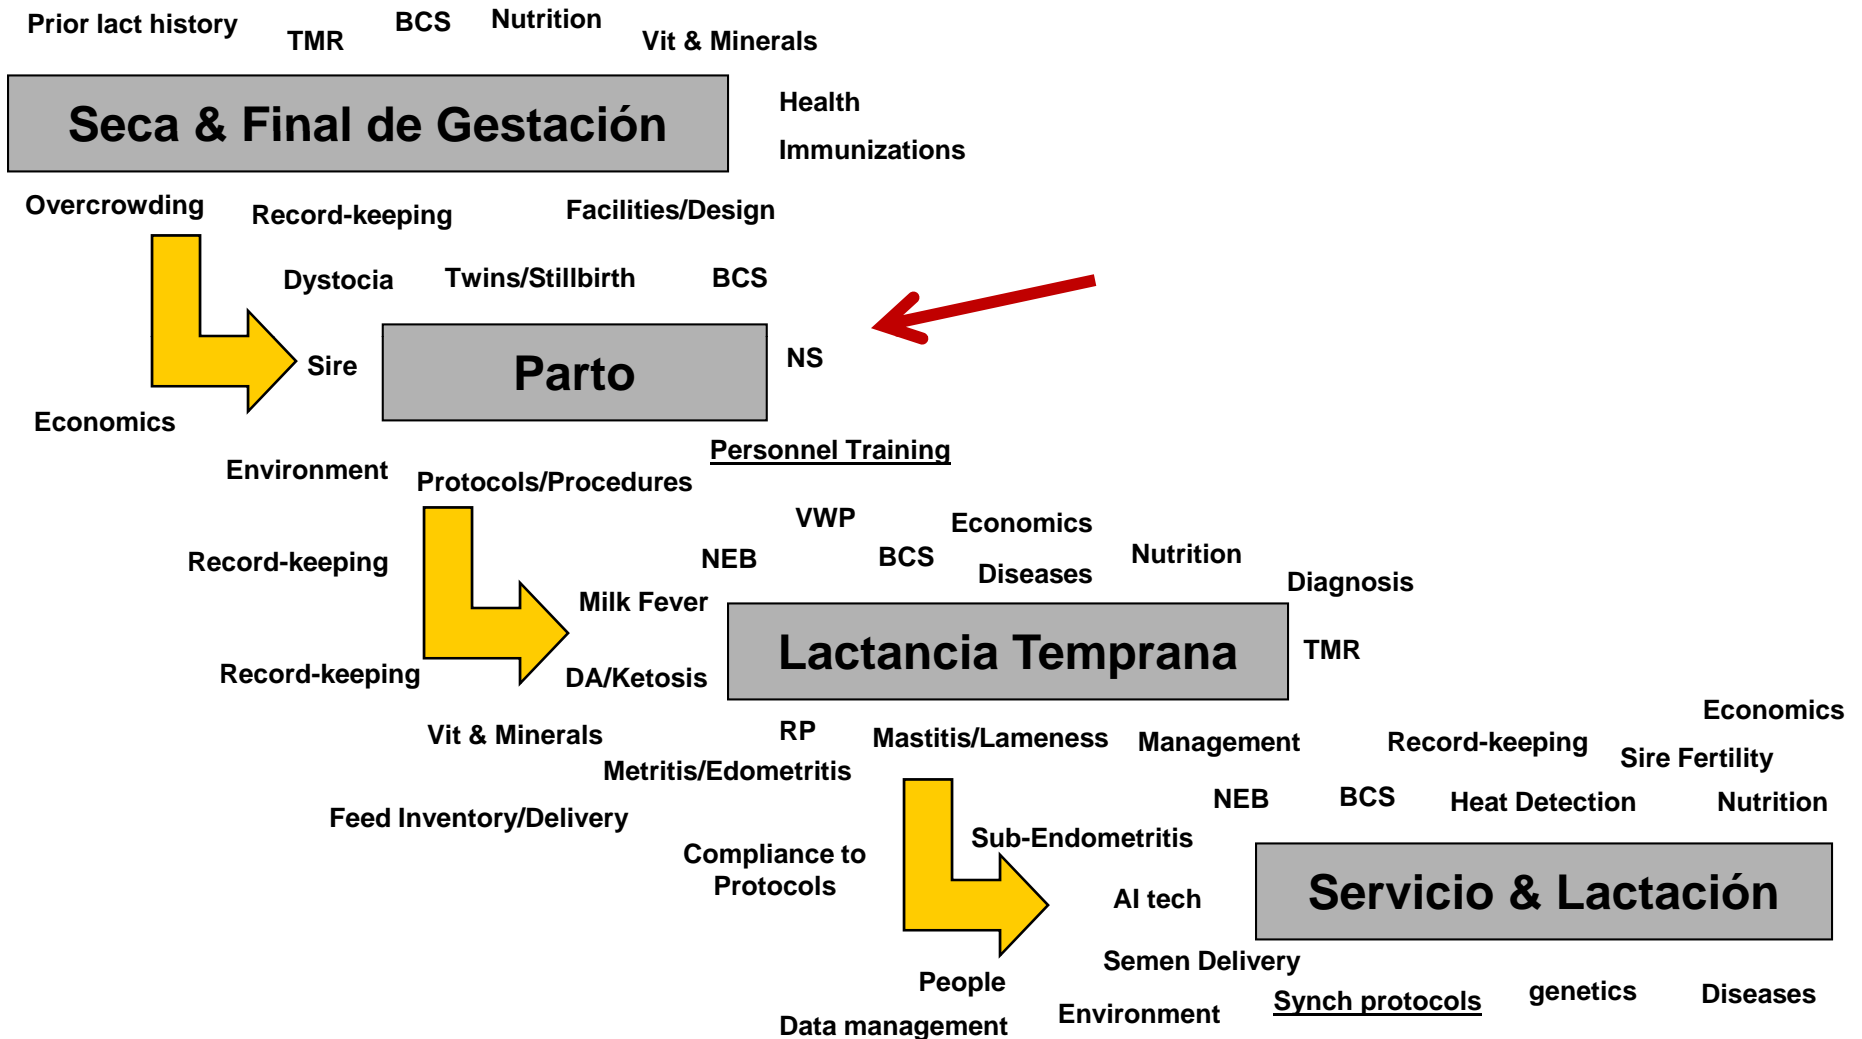 Prior lact history
TMR
BCS
Nutrition
Vit & Minerals
Seca & Final de Gestación
Health
Immunizations
Overcrowding
Record-keeping
Facilities/Design
Dystocia
Twins/Stillbirth
BCS
Sire
Parto
NS
Economics
Environment
Protocols/Procedures
Personnel Training
VWP
Economics
Record-keeping
NEB
BCS
Diseases
Nutrition
Diagnosis
Milk Fever
Lactancia Temprana
TMR
Record-keeping
DA/Ketosis
Vit & Minerals
RP
Mastitis/Lameness
Management
Record-keeping
Economics
Sire Fertility
Metritis/Edometritis
NEB
BCS
Heat Detection
Nutrition
Feed Inventory/Delivery
Sub-Endometritis
Compliance to
Protocols
AI tech
Servicio & Lactación
Semen Delivery
People
Synch protocols
genetics
Diseases
Data management
Environment